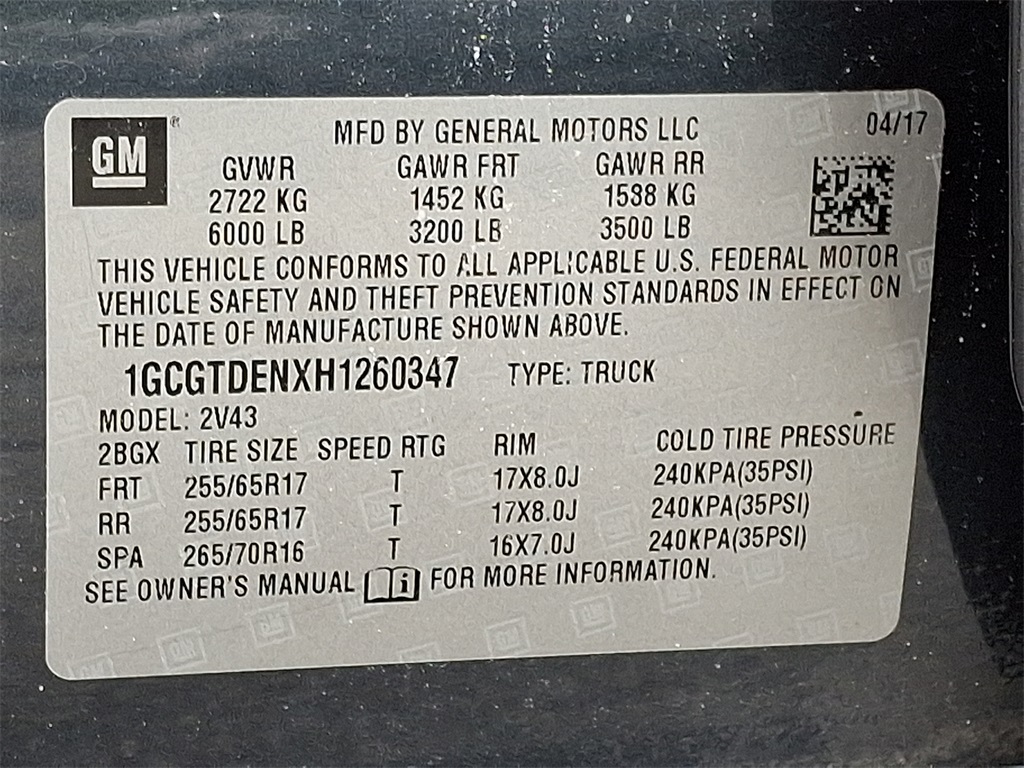 GM ® MFD BY GENERAL MOTORS LLC 04/17
GVWR GAWR FRT GAWR RR
2722 KG 1452 KG 1588 KG
6000 LB 3200 LB 3500 LB
THIS VEHICLE CONFORMS TO ALL APPLICABLE U.S. FEDERAL MOTOR
VEHICLE SAFETY AND THEFT PREVENTION STANDARDS IN EFFECT ON
THE DATE OF MANUFACTURE SHOWN ABOVE.
1GCGTDENXH1260347 TYPE: TRUCK
MODEL: 2V43
2BGX TIRE SIZE SPEED RTG RIM COLD TIRE PRESSURE
FRT 255/65R17 T 17X8.0J 240KPA(35PSI)
RR 255/65R17 T 17X8.0J 240KPA(35PSI)
SPA 265/70R16 T 16X7.0J 240KPA(35PSI)
SEE OWNER'S MANUAL i FOR MORE INFORMATION.